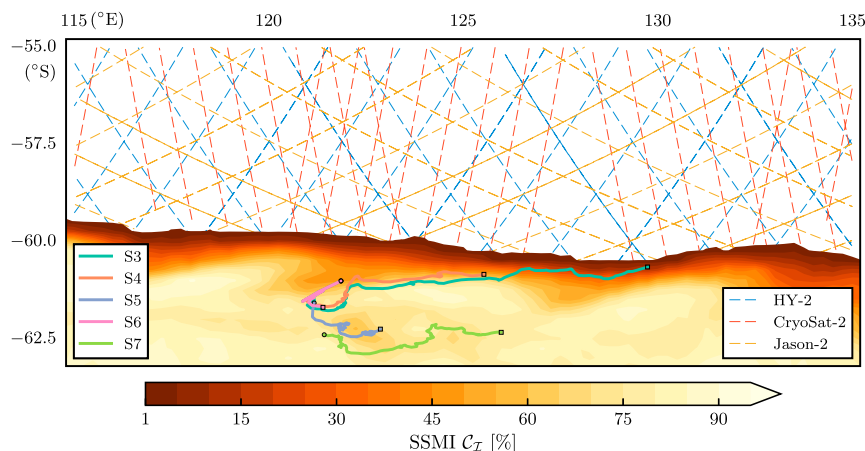 115 (°E) 120 125 130 135
−55.0
(°S)
−57.5
−60.0
−62.5
S3
S4
S5
S6
S7
HY-2
CryoSat-2
Jason-2
1 15 30 45 60 75 90
SSMI 𝒞_ℐ [%]